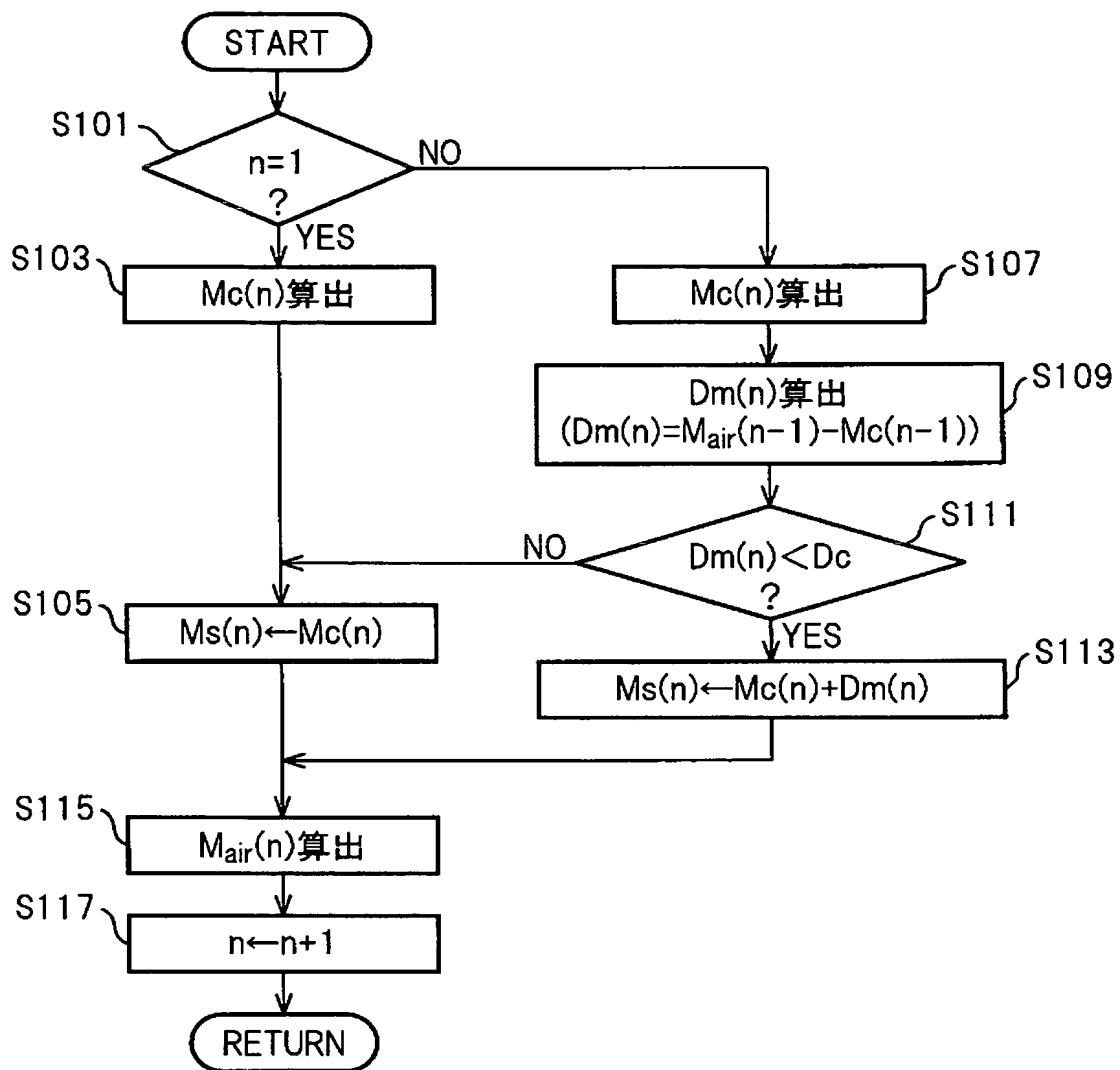 START
S101
n=1
?
NO
YES
S103
Mc(n)算出
S107
Mc(n)算出
S109
Dm(n)算出
(Dm(n)=Mair(n-1)-Mc(n-1))
S111
Dm(n)<Dc
?
NO
YES
S105
Ms(n)←Mc(n)
S113
Ms(n)←Mc(n)+Dm(n)
S115
Mair(n)算出
S117
n←n+1
RETURN